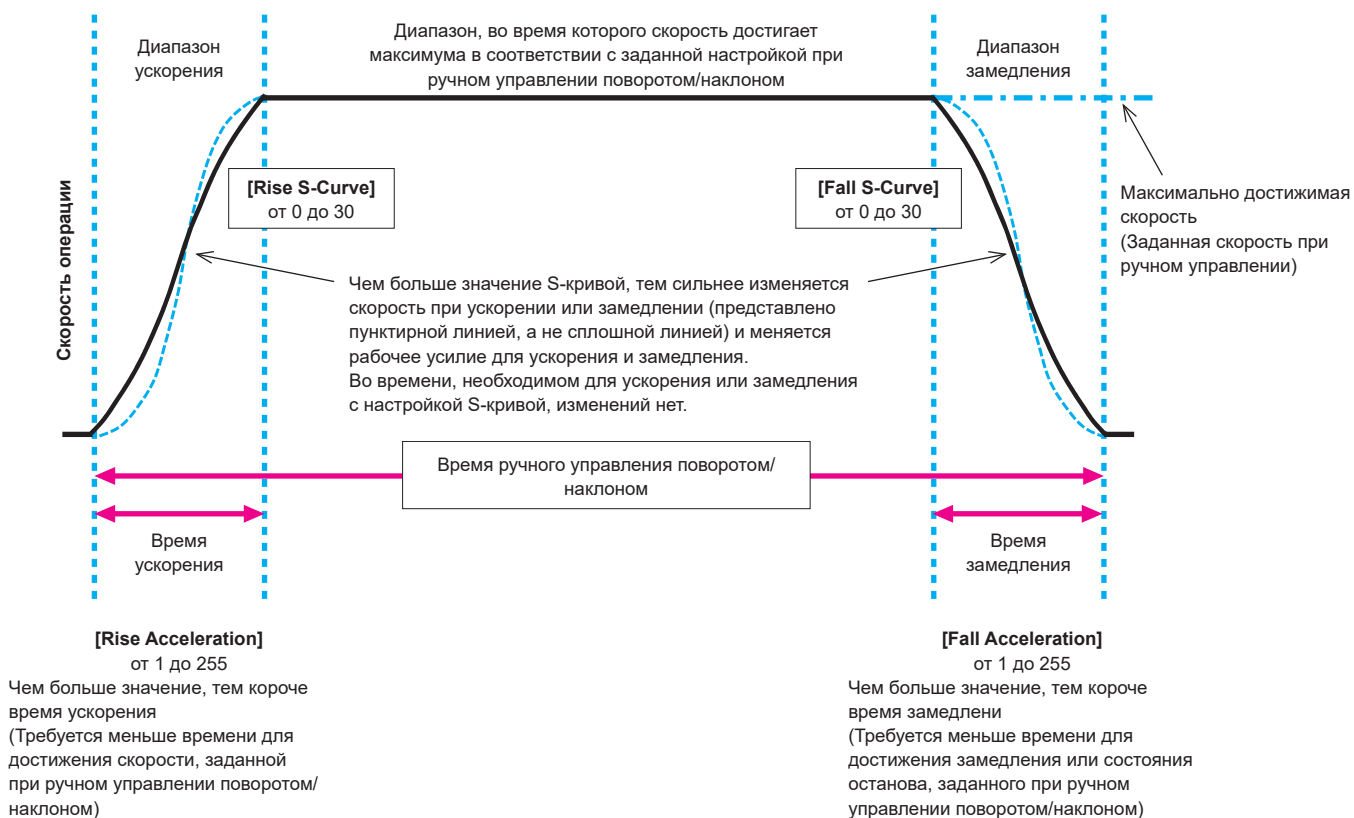 Диапазон
ускорения
Диапазон, во время которого скорость достигает
максимума в соответствии с заданной настройкой при
ручном управлении поворотом/наклоном
Диапазон
замедления
Скорость операции
[Rise S-Curve]
от 0 до 30
[Fall S-Curve]
от 0 до 30
Максимально достижимая
скорость
(Заданная скорость при
ручном управлении)
Чем больше значение S-кривой, тем сильнее изменяется
скорость при ускорении или замедлении (представлено
пунктирной линией, а не сплошной линией) и меняется
рабочее усилие для ускорения и замедления.
Во времени, необходимом для ускорения или замедления
с настройкой S-кривой, изменений нет.
Время ручного управления поворотом/
наклоном
Время
ускорения
Время
замедления
[Rise Acceleration]
от 1 до 255
Чем больше значение, тем короче
время ускорения
(Требуется меньше времени для
достижения скорости, заданной
при ручном управлении поворотом/
наклоном)
[Fall Acceleration]
от 1 до 255
Чем больше значение, тем короче
время замедлени
(Требуется меньше времени для
достижения замедления или состояния
останова, заданного при ручном
управлении поворотом/наклоном)